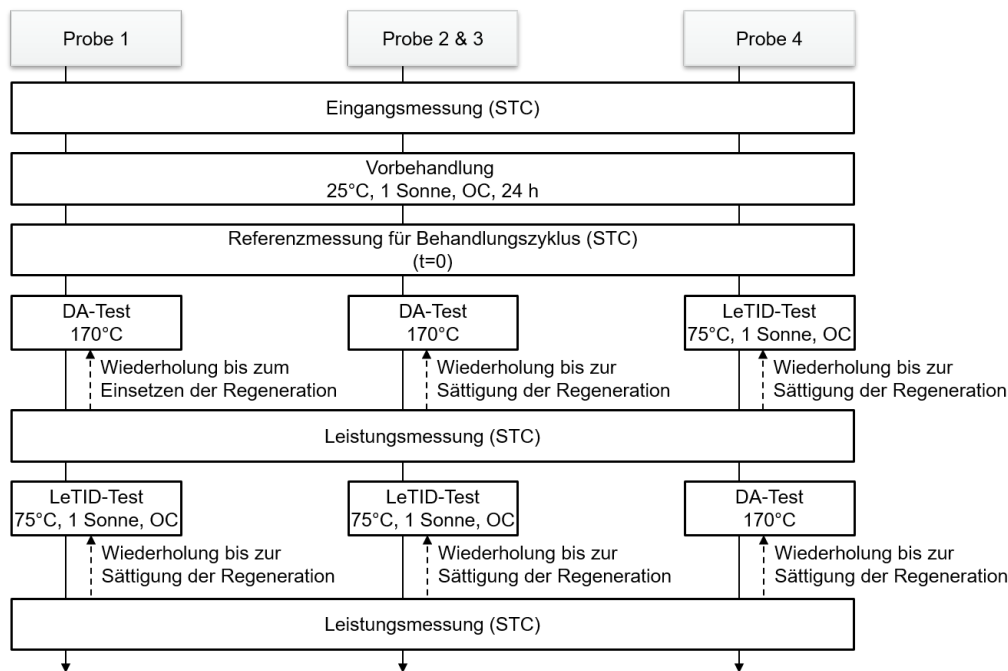 Probe 1
Probe 2 & 3
Probe 4
Eingangsmessung (STC)
Vorbehandlung
25°C, 1 Sonne, OC, 24 h
Referenzmessung für Behandlungszyklus (STC)
(t=0)
DA-Test
170°C
DA-Test
170°C
LeTID-Test
75°C, 1 Sonne, OC
Wiederholung bis zum
Einsetzen der Regeneration
Wiederholung bis zur
Sättigung der Regeneration
Wiederholung bis zur
Sättigung der Regeneration
Leistungsmessung (STC)
LeTID-Test
75°C, 1 Sonne, OC
LeTID-Test
75°C, 1 Sonne, OC
DA-Test
170°C
Wiederholung bis zur
Sättigung der Regeneration
Wiederholung bis zur
Sättigung der Regeneration
Wiederholung bis zur
Sättigung der Regeneration
Leistungsmessung (STC)